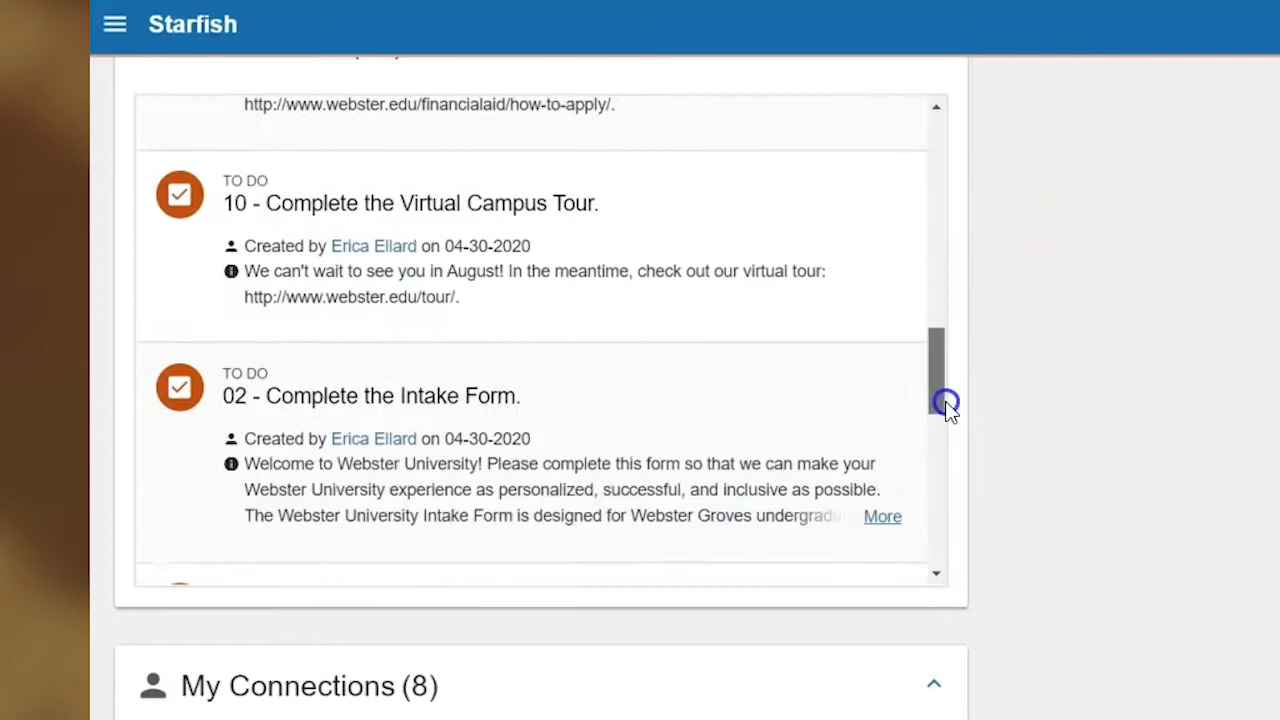 Starfish
http://www.webster.edu/financialaid/how-to-apply/.
TO DO
10 - Complete the Virtual Campus Tour.
Created by Erica Ellard on 04-30-2020
We can't wait to see you in August! In the meantime, check out our virtual tour:
http://www.webster.edu/tour/.
TO DO
02 - Complete the Intake Form.
Created by Erica Ellard on 04-30-2020
Welcome to Webster University! Please complete this form so that we can make your
Webster University experience as personalized, successful, and inclusive as possible.
The Webster University Intake Form is designed for Webster Groves undergradu More
My Connections (8)